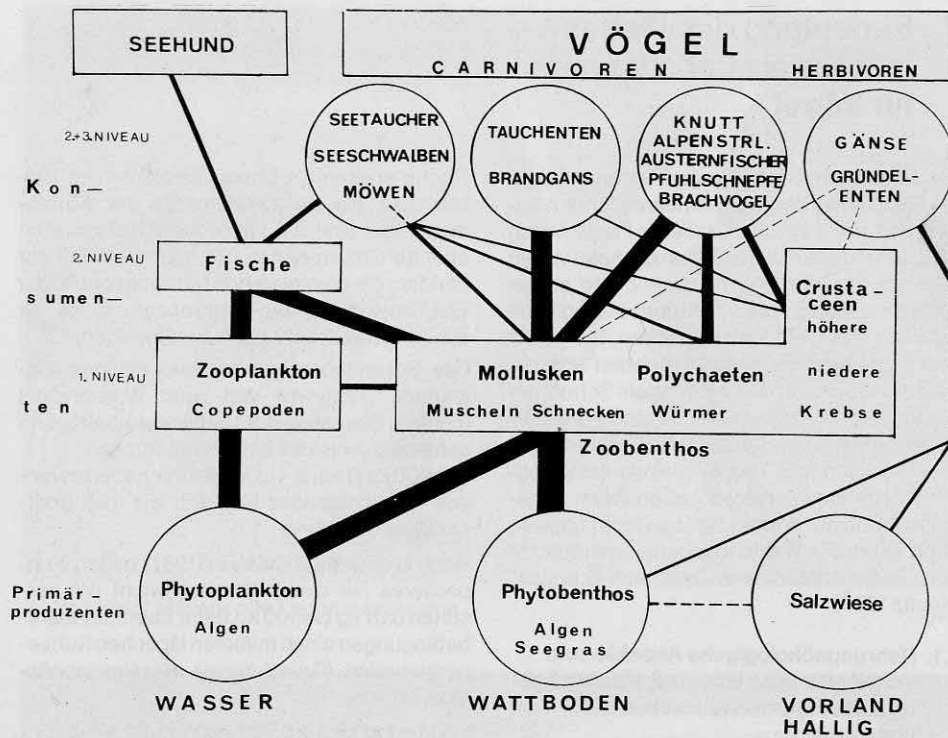 SEEHUND
VÖGEL
CARNIVOREN HERBIVOREN
2.+3.NIVEAU
SEETAUCHER
SEESCHWALBEN
MÖWEN
TAUCHENTEN
BRANDGANS
KNUTT
ALPENSTRL.
AUSTERNFISCHER
PFUHLSCHNEPFE
BRACHVOGEL
GÄNSE
GRÜNDEL-
ENTEN
Kon—
2. NIVEAU
Fische
sumen—
Crusta-
ceen
höhere
1. NIVEAU
ten
Zooplankton
Copepoden
Mollusken Polychaeten niedere
Muscheln Schnecken Würmer Krebse
Zoobenthos
Primär-
produzenten
Phytoplankton
Algen
Phytobenthos
Algen
Seegras
Salzwiese
WASSER WATTBODEN VORLAND
HALLIG